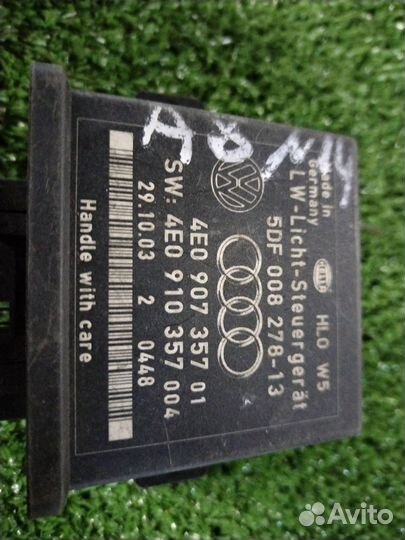 Made in
Germany
HLO W5
LW-Licht-Steuergerät
5DF 008 278-13
4E0 907 357 01
SW: 4E0 910 357 004
29.10.03 2 0448
Handle with care
A8
Avito